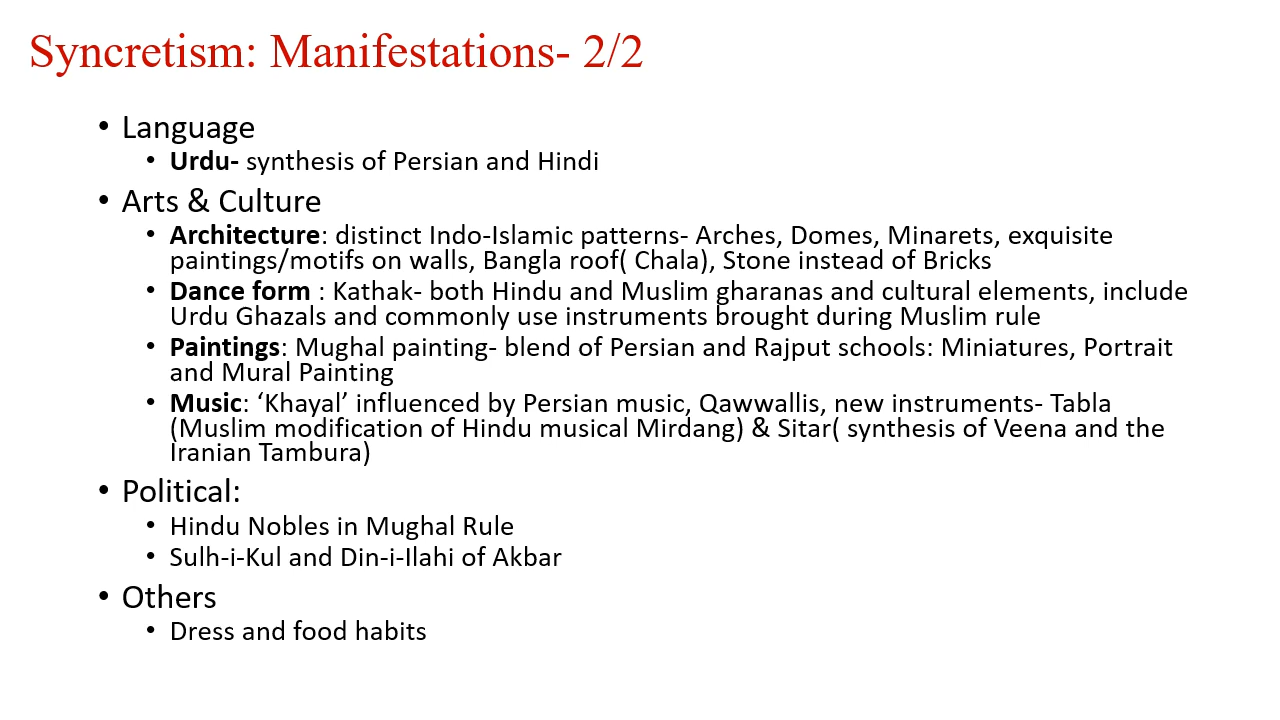 Syncretism: Manifestations- 2/2
• Language
• Urdu- synthesis of Persian and Hindi
• Arts & Culture
• Architecture: distinct Indo-Islamic patterns- Arches, Domes, Minarets, exquisite
paintings/motifs on walls, Bangla roof( Chala), Stone instead of Bricks
• Dance form : Kathak- both Hindu and Muslim gharanas and cultural elements, include
Urdu Ghazals and commonly use instruments brought during Muslim rule
• Paintings: Mughal painting- blend of Persian and Rajput schools: Miniatures, Portrait
and Mural Painting
• Music: ‘Khayal’ influenced by Persian music, Qawwallis, new instruments- Tabla
(Muslim modification of Hindu musical Mirdang) & Sitar( synthesis of Veena and the
Iranian Tambura)
• Political:
• Hindu Nobles in Mughal Rule
• Sulh-i-Kul and Din-i-Ilahi of Akbar
• Others
• Dress and food habits